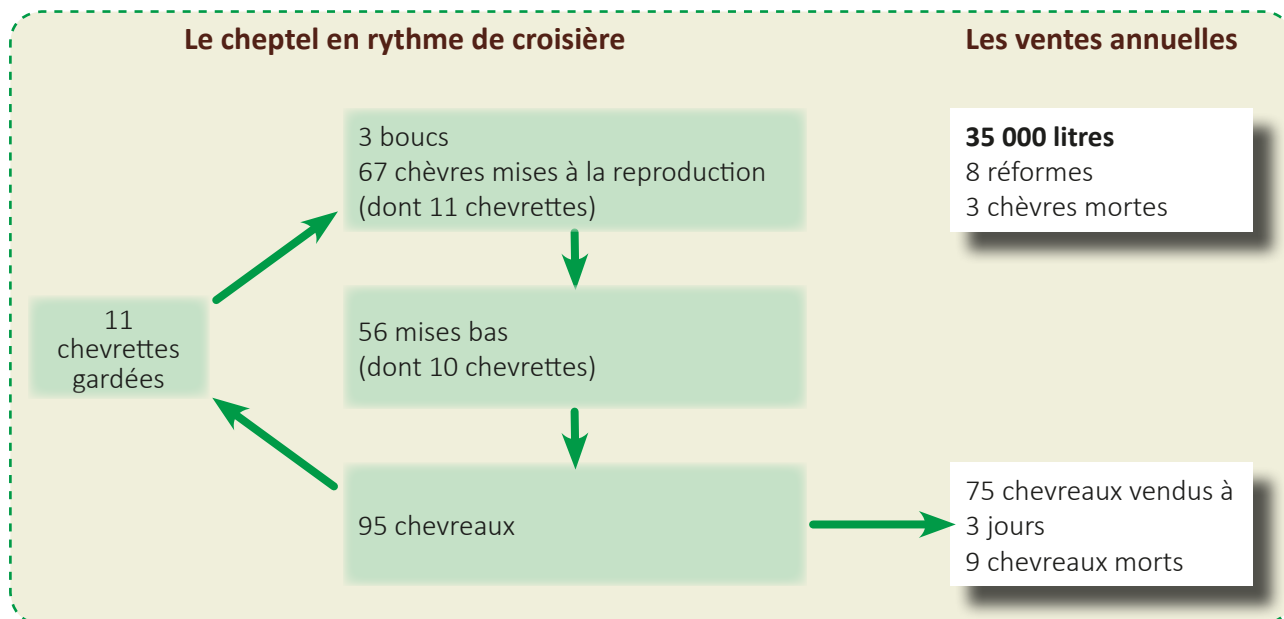 Le cheptel en rythme de croisière
Les ventes annuelles
3 boucs
67 chèvres mises à la reproduction
(dont 11 chevrettes)
35 000 litres
8 réformes
3 chèvres mortes
11
chevrettes
gardées
56 mises bas
(dont 10 chevrettes)
95 chevreaux
75 chevreaux vendus à
3 jours
9 chevreaux morts